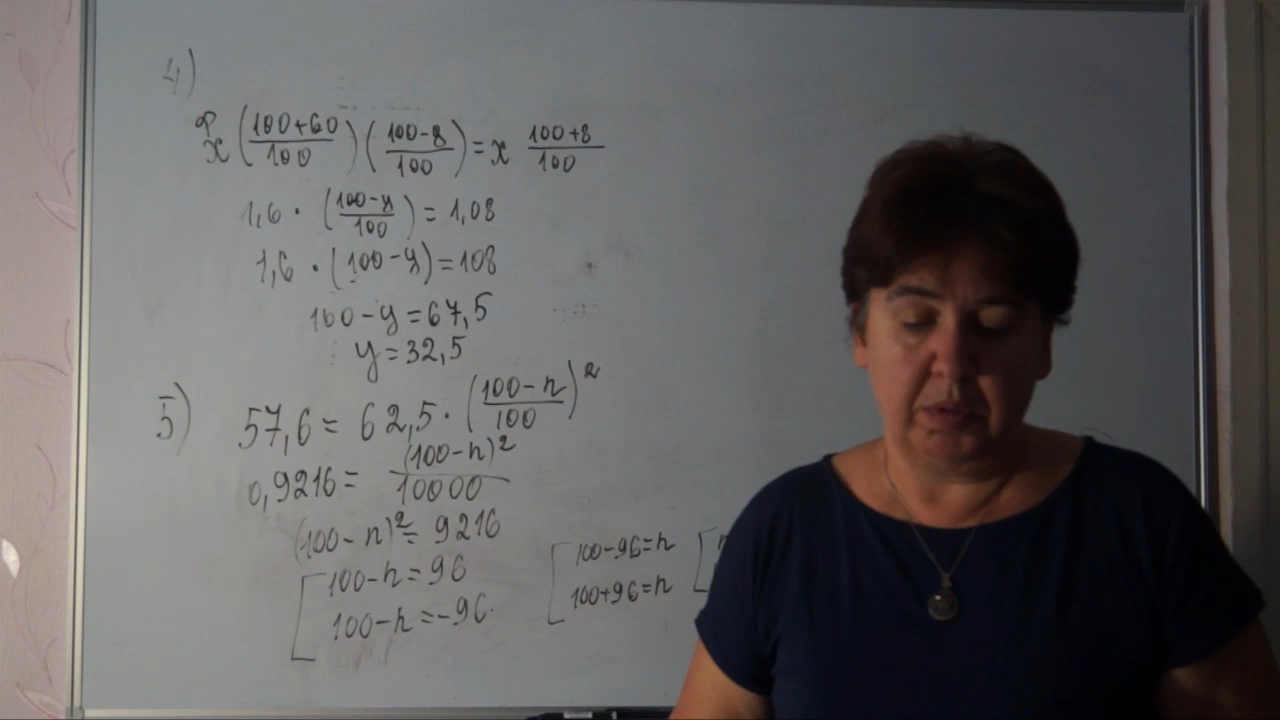 4)
x ((100+60)/100) ((100-y)/100) = x (100+8)/100
1,6 · ((100-y)/100) = 1,08
1,6 · (100-y) = 108
100-y = 67,5
y = 32,5
5) 57,6 = 62,5 · ((100-n)/100)²
0,9216 = (100-n)²/10000
(100-n)² = 9216
[ 100-n = 96 [ 100-96=n [
100-n = -96. 100+96=n